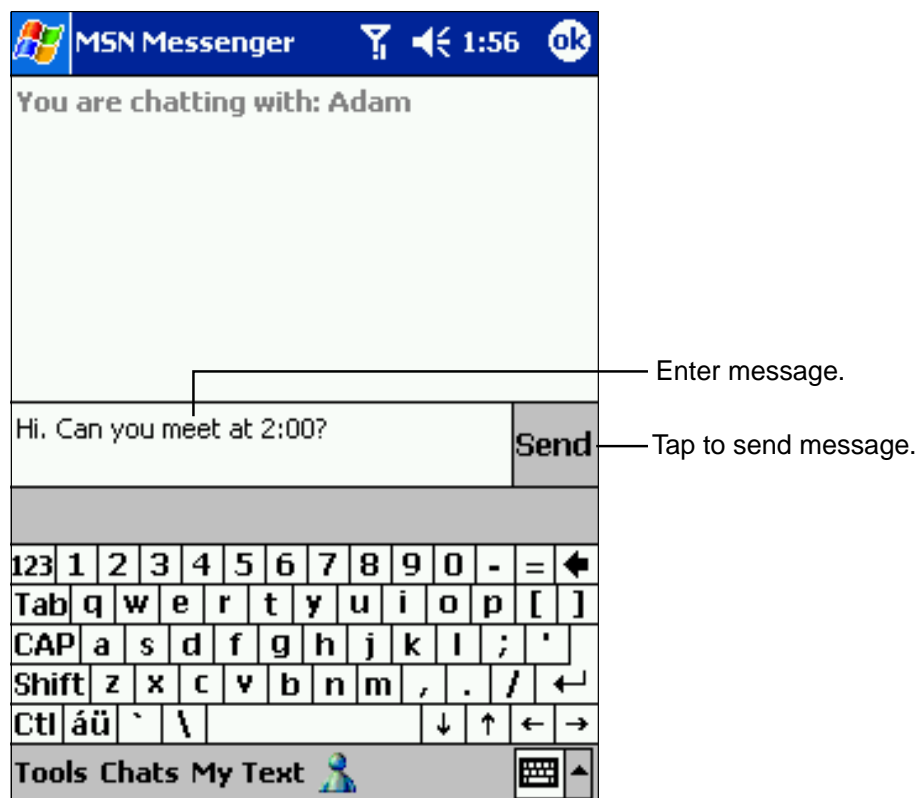 MSN Messenger 1:56 ok
You are chatting with: Adam
Enter message.
Hi. Can you meet at 2:00?
Send
Tap to send message.
123 1 2 3 4 5 6 7 8 9 0 - =
Tab q w e r t y u i o p [ ]
CAP a s d f g h j k l ; '
Shift z x c v b n m , . /
Ctl áü ` \ ↓ ↑ ← →
Tools Chats My Text